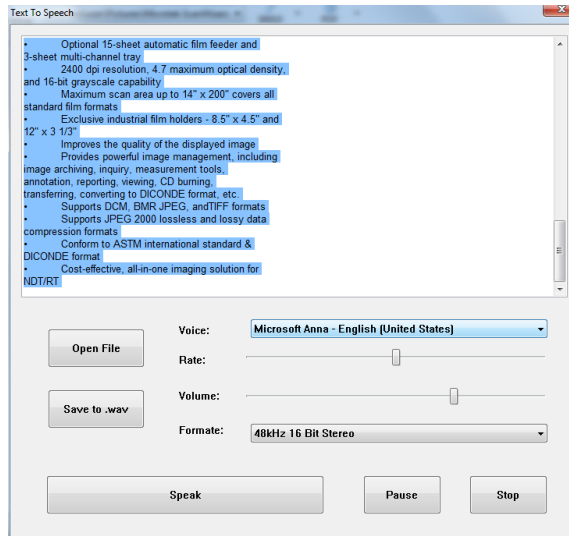 Text To Speech
• Optional 15-sheet automatic film feeder and
3-sheet multi-channel tray
• 2400 dpi resolution, 4.7 maximum optical density,
and 16-bit grayscale capability
• Maximum scan area up to 14" x 200" covers all
standard film formats
• Exclusive industrial film holders - 8.5" x 4.5" and
12" x 3 1/3"
• Improves the quality of the displayed image
• Provides powerful image management, including
image archiving, inquiry, measurement tools,
annotation, reporting, viewing, CD burning,
transferring, converting to DICONDE format, etc.
• Supports DCM, BMR JPEG, andTIFF formats
• Supports JPEG 2000 lossless and lossy data
compression formats
• Conform to ASTM international standard &
DICONDE format
• Cost-effective, all-in-one imaging solution for
NDT/RT
Open File
Save to .wav
Voice:
Microsoft Anna - English (United States)
Rate:
Volume:
Formate:
48kHz 16 Bit Stereo
Speak
Pause
Stop